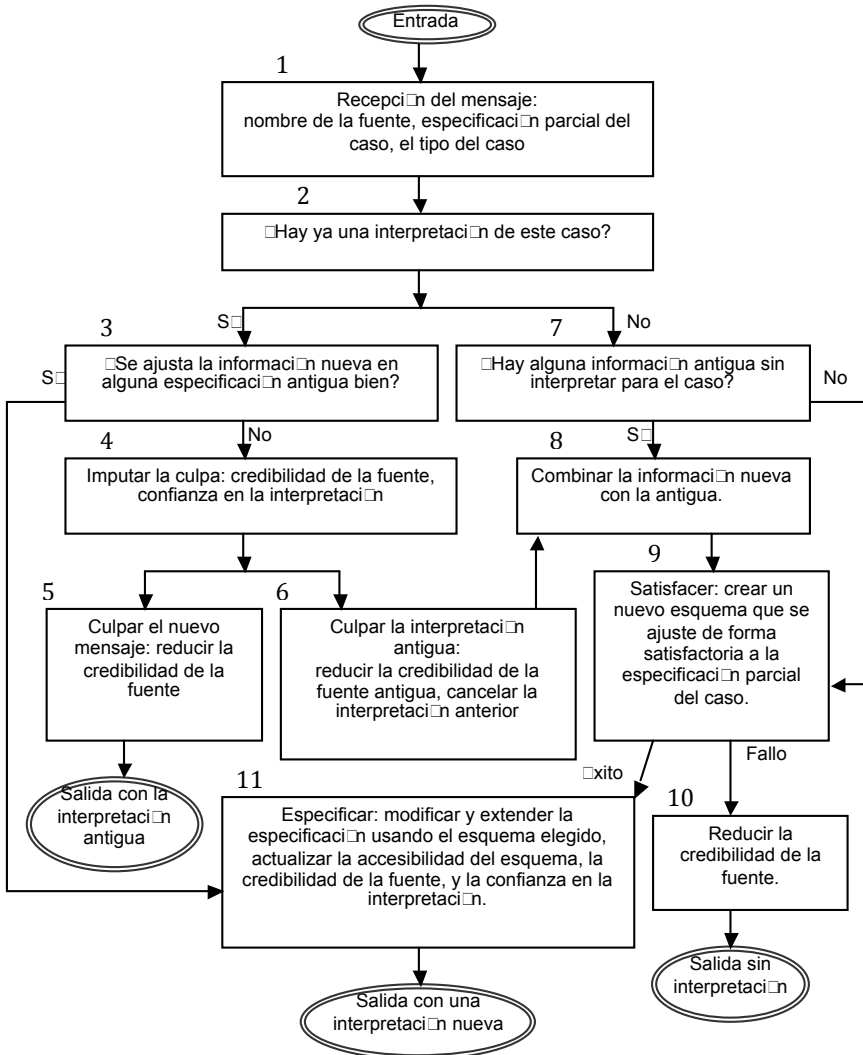 Entrada
1
Recepci□n del mensaje:
nombre de la fuente, especificaci□n parcial del
caso, el tipo del caso
2
□Hay ya una interpretaci□n de este caso?
S□
No
3
□Se ajusta la informaci□n nueva en
alguna especificaci□n antigua bien?
7
□Hay alguna informaci□n antigua sin
interpretar para el caso?
S□
No
No
S□
4
Imputar la culpa: credibilidad de la fuente,
confianza en la interpretaci□n
8
Combinar la informaci□n nueva
con la antigua.
5
Culpar el nuevo
mensaje: reducir la
credibilidad de la
fuente
6
Culpar la interpretaci□n
antigua:
reducir la credibilidad de la
fuente antigua, cancelar la
interpretaci□n anterior
9
Satisfacer: crear un
nuevo esquema que se
ajuste de forma
satisfactoria a la
especificaci□n parcial
del caso.
□xito
Fallo
Salida con la
interpretaci□n
antigua
11
Especificar: modificar y extender la
especificaci□n usando el esquema elegido,
actualizar la accesibilidad del esquema, la
credibilidad de la fuente, y la confianza en la
interpretaci□n.
10
Reducir la
credibilidad de la
fuente.
Salida con una
interpretaci□n nueva
Salida sin
interpretaci□n